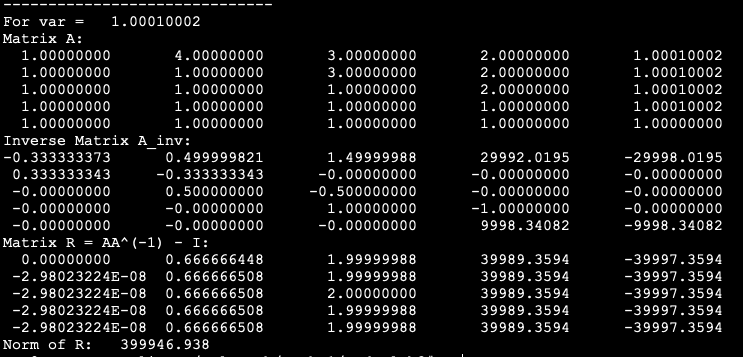 -----------------------------
For var =   1.00010002
Matrix A:
1.00000000 4.00000000 3.00000000 2.00000000 1.00010002
1.00000000 1.00000000 3.00000000 2.00000000 1.00010002
1.00000000 1.00000000 1.00000000 2.00000000 1.00010002
1.00000000 1.00000000 1.00000000 1.00000000 1.00010002
1.00000000 1.00000000 1.00000000 1.00000000 1.00000000
Inverse Matrix A_inv:
-0.333333373 0.499999821 1.49999988 29992.0195 -29998.0195
0.333333343 -0.333333343 -0.00000000 -0.00000000 -0.00000000
-0.00000000 0.500000000 -0.500000000 -0.00000000 -0.00000000
-0.00000000 -0.00000000 1.00000000 -1.00000000 -0.00000000
-0.00000000 -0.00000000 -0.00000000 9998.34082 -9998.34082
Matrix R = AA^(-1) - I:
0.00000000 0.666666448 1.99999988 39989.3594 -39997.3594
-2.98023224E-08 0.666666508 1.99999988 39989.3594 -39997.3594
-2.98023224E-08 0.666666508 2.00000000 39989.3594 -39997.3594
-2.98023224E-08 0.666666508 1.99999988 39989.3594 -39997.3594
-2.98023224E-08 0.666666508 1.99999988 39989.3594 -39997.3594
Norm of R:   399946.938